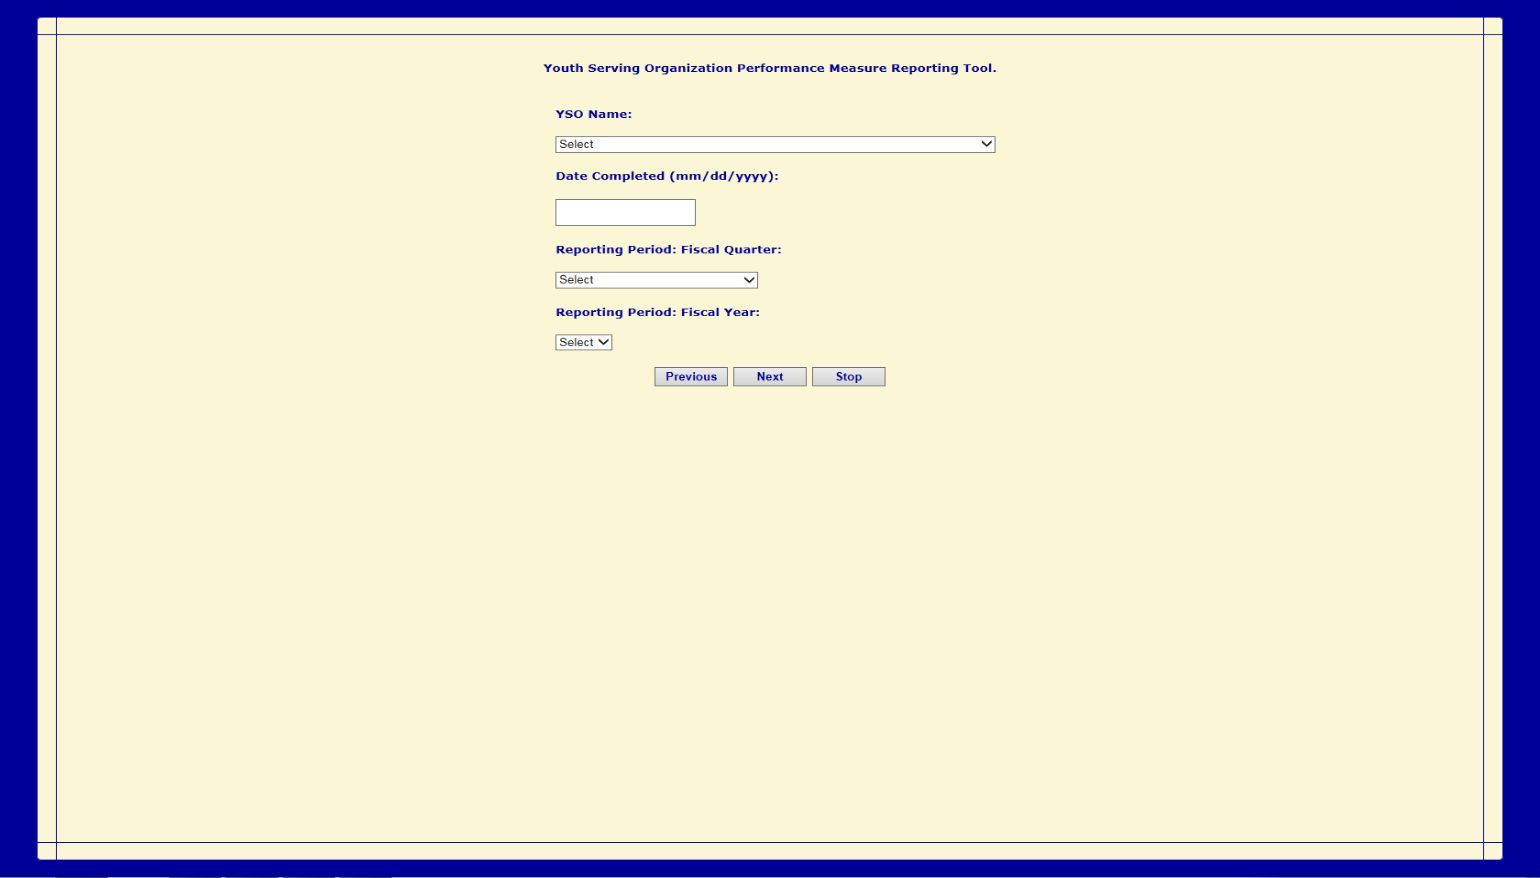 Youth Serving Organization Performance Measure Reporting Tool.
YSO Name:
Select
Date Completed (mm/dd/yyyy):
Reporting Period: Fiscal Quarter:
Select
Reporting Period: Fiscal Year:
Select
Previous Next Stop